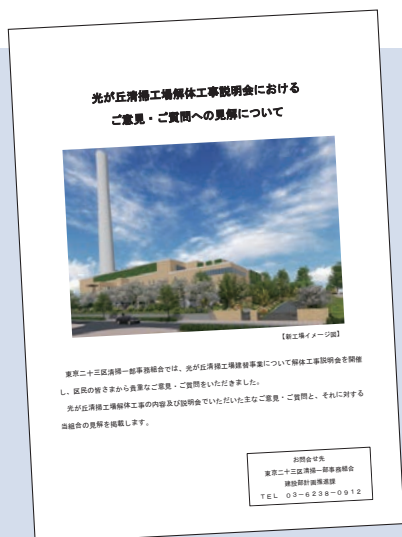 光が丘清掃工場解体工事説明会における
ご意見・ご質問への見解について
【新工場イメージ図】
東京二十三区清掃一部事務組合では、光が丘清掃工場建替事業について解体工事説明会を開催
し、区民の皆さまから貴重なご意見・ご質問をいただきました。
光が丘清掃工場解体工事の内容及び説明会でいただいた主なご意見・ご質問と、それに対する
当組合の見解を掲載します。
お問合せ先
東京二十三区清掃一部事務組合
建設部計画推進課
TEL 03-6238-0912